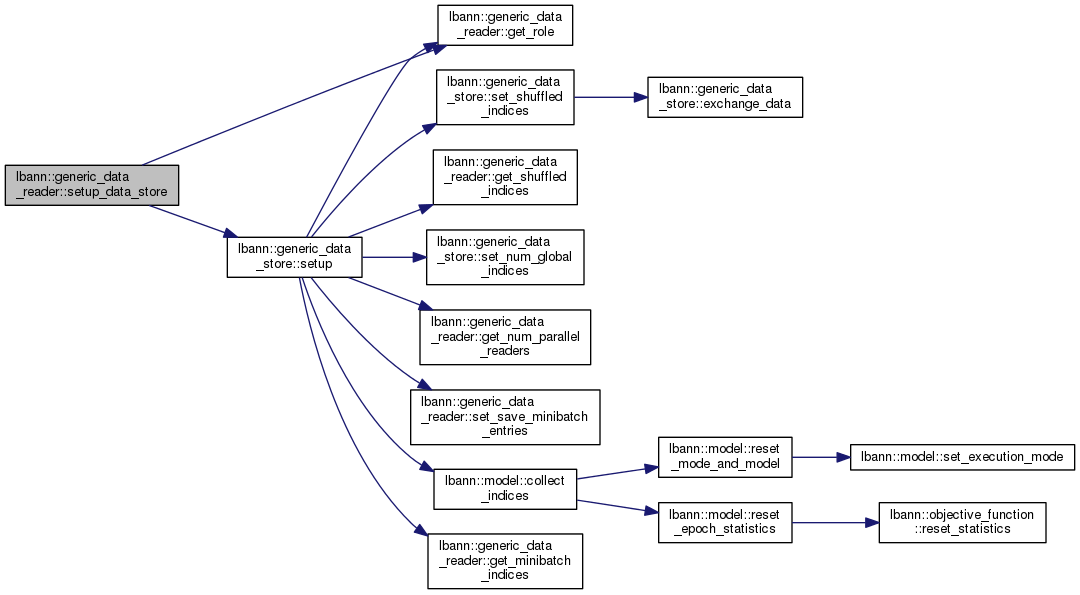 lbann::generic_data
_reader::setup_data_store
lbann::generic_data
_store::setup
lbann::generic_data
_reader::get_role
lbann::generic_data
_store::set_shuffled
_indices
lbann::generic_data
_store::exchange_data
lbann::generic_data
_reader::get_shuffled
_indices
lbann::generic_data
_store::set_num_global
_indices
lbann::generic_data
_reader::get_num_parallel
_readers
lbann::generic_data
_reader::set_save_minibatch
_entries
lbann::model::collect
_indices
lbann::model::reset
_mode_and_model
lbann::model::set_execution_mode
lbann::model::reset
_epoch_statistics
lbann::objective_function
::reset_statistics
lbann::generic_data
_reader::get_minibatch
_indices